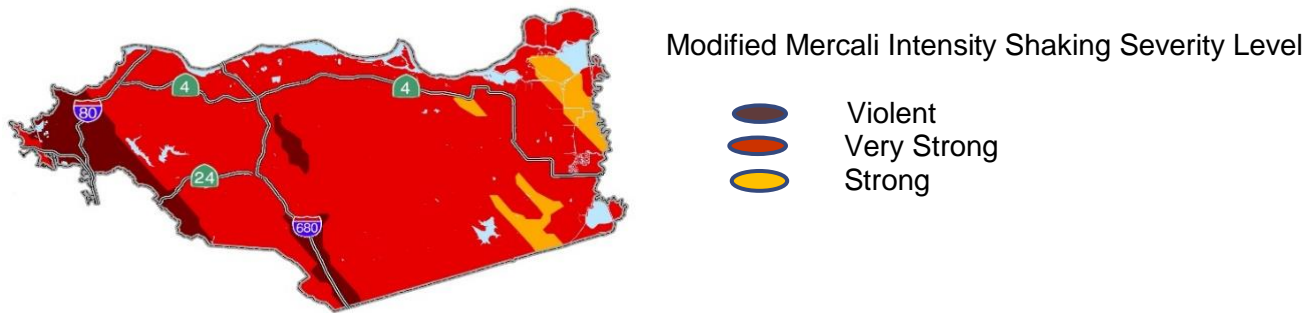 Modified Mercali Intensity Shaking Severity Level
Violent
Very Strong
Strong
4
4
80
24
680